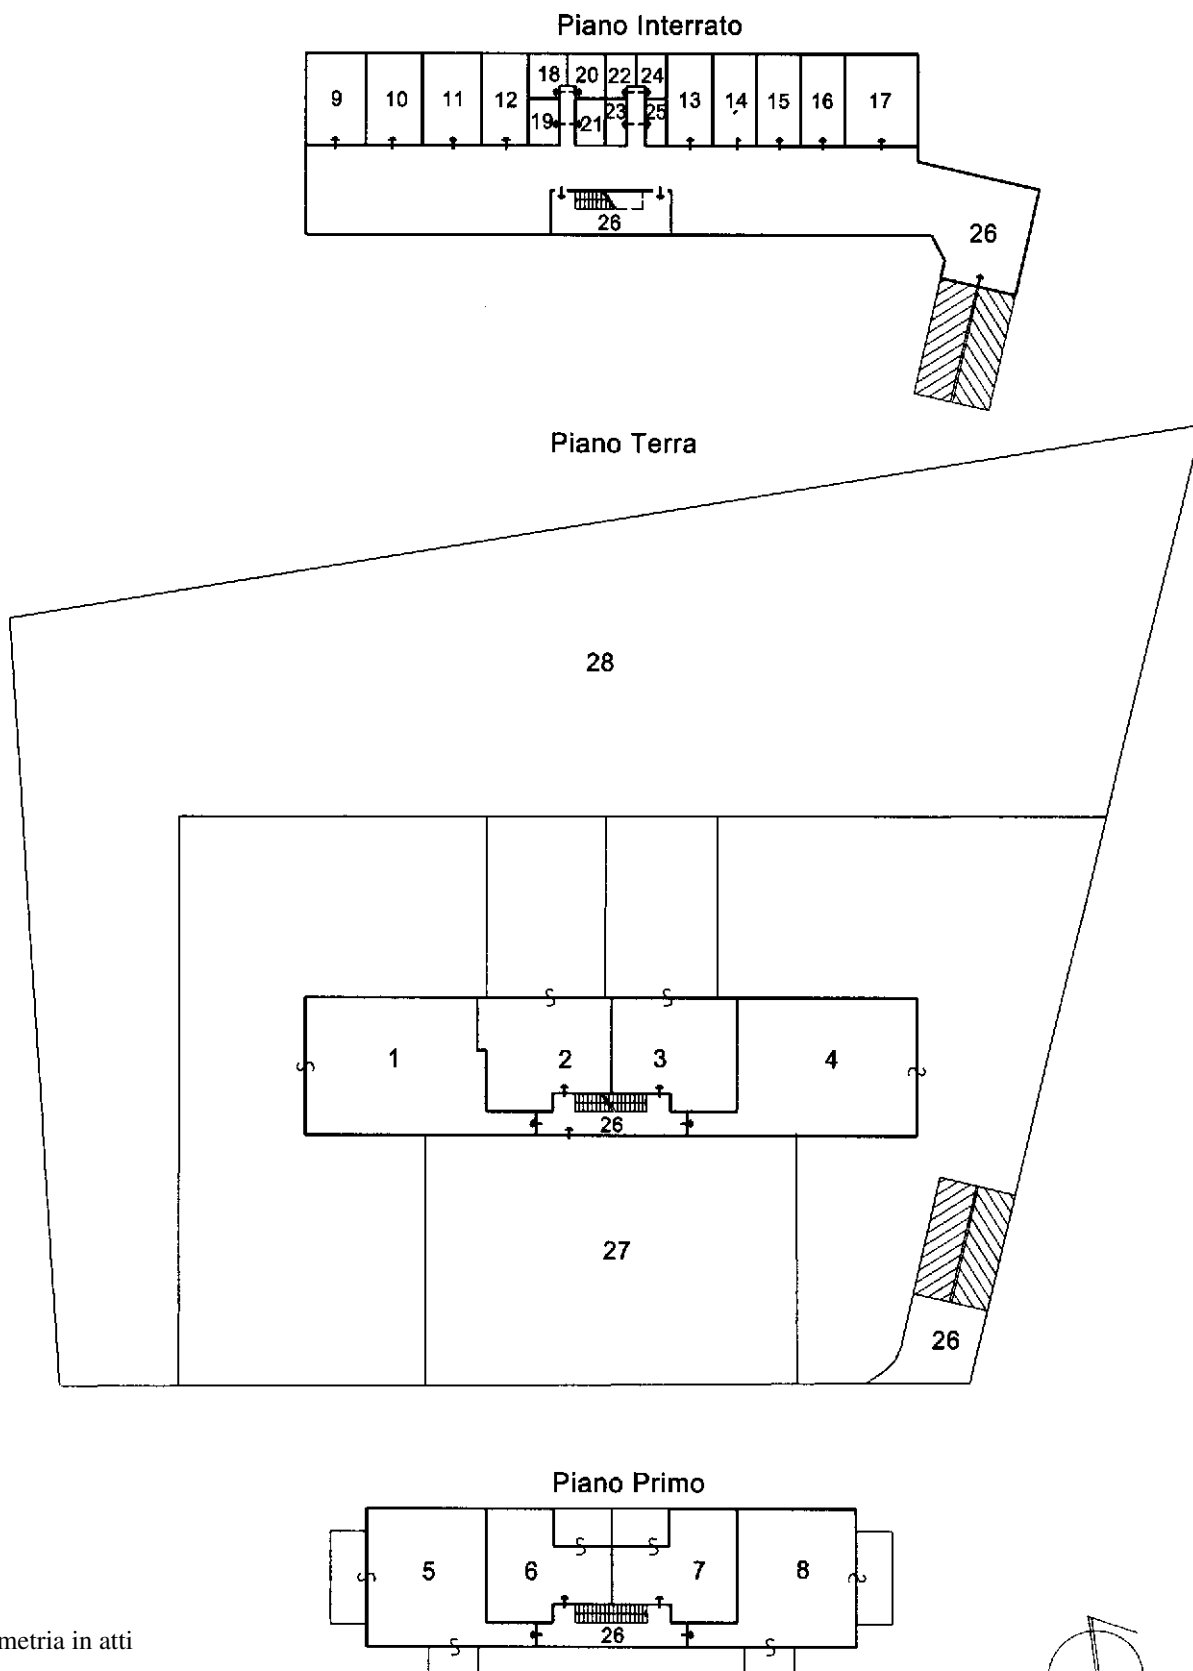 Piano Interrato
9 10 11 12 18 20 22 24 13 14 15 16 17
19 21 23 25
26
26
Piano Terra
28
1 2 3 4
26
27
26
Piano Primo
5 6 7 8
26
metria in atti